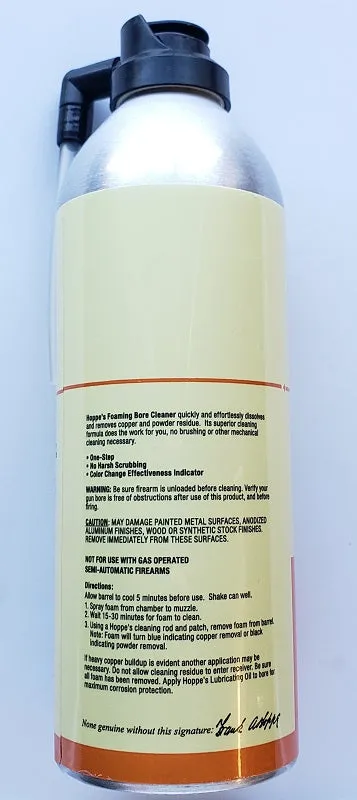 Hoppe's Foaming Bore Cleaner quickly and effortlessly dissolves
and removes copper and powder residue. Its superior cleaning
formula does the work for you, no brushing or other mechanical
cleaning necessary.
• One-Step
• No Harsh Scrubbing
• Color Change Effectiveness Indicator
WARNING: Be sure firearm is unloaded before cleaning. Verify your
gun bore is free of obstructions after use of this product, and before
firing.
CAUTION: MAY DAMAGE PAINTED METAL SURFACES, ANODIZED
ALUMINUM FINISHES, WOOD OR SYNTHETIC STOCK FINISHES.
REMOVE IMMEDIATELY FROM THESE SURFACES.
NOT FOR USE WITH GAS OPERATED
SEMI-AUTOMATIC FIREARMS
Directions:
Allow barrel to cool 5 minutes before use. Shake can well.
1. Spray foam from chamber to muzzle.
2. Wait 15-30 minutes for foam to clean.
3. Using a Hoppe's cleaning rod and patch, remove foam from barrel.
Note: Foam will turn blue indicating copper removal or black
indicating powder removal.
If heavy copper buildup is evident another application may be
necessary. Do not allow cleaning residue to enter receiver. Be sure
all foam has been removed. Apply Hoppe's Lubricating Oil to bore for
maximum corrosion protection.
None genuine without this signature: Frank A Hoppe